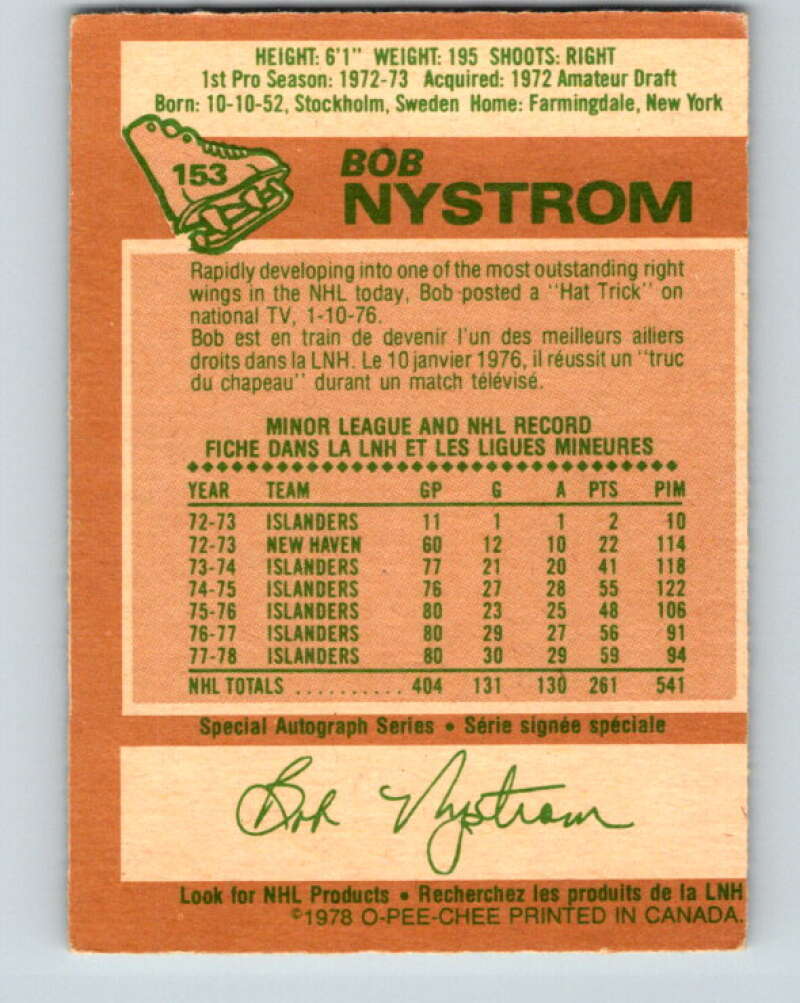 HEIGHT: 6'1" WEIGHT: 195 SHOOTS: RIGHT
1st Pro Season: 1972-73 Acquired: 1972 Amateur Draft
Born: 10-10-52, Stockholm, Sweden Home: Farmingdale, New York
153
BOB
NYSTROM
Rapidly developing into one of the most outstanding right
wings in the NHL today, Bob posted a "Hat Trick" on
national TV, 1-10-76.
Bob est en train de devenir l'un des meilleurs ailiers
droits dans la LNH. Le 10 janvier 1976, il réussit un "truc
du chapeau" durant un match télévisé.
MINOR LEAGUE AND NHL RECORD
FICHE DANS LA LNH ET LES LIGUES MINEURES
YEAR TEAM GP G A PTS PIM
72-73 ISLANDERS 11 1 1 2 10
72-73 NEW HAVEN 60 12 10 22 114
73-74 ISLANDERS 77 21 20 41 118
74-75 ISLANDERS 76 27 28 55 122
75-76 ISLANDERS 80 23 25 48 106
76-77 ISLANDERS 80 29 27 56 91
77-78 ISLANDERS 80 30 29 59 94
NHL TOTALS .......... 404 131 130 261 541
Special Autograph Series • Série signée spéciale
Bob Nystrom
Look for NHL Products • Recherchez les produits de la LNH
©1978 O-PEE-CHEE PRINTED IN CANADA.